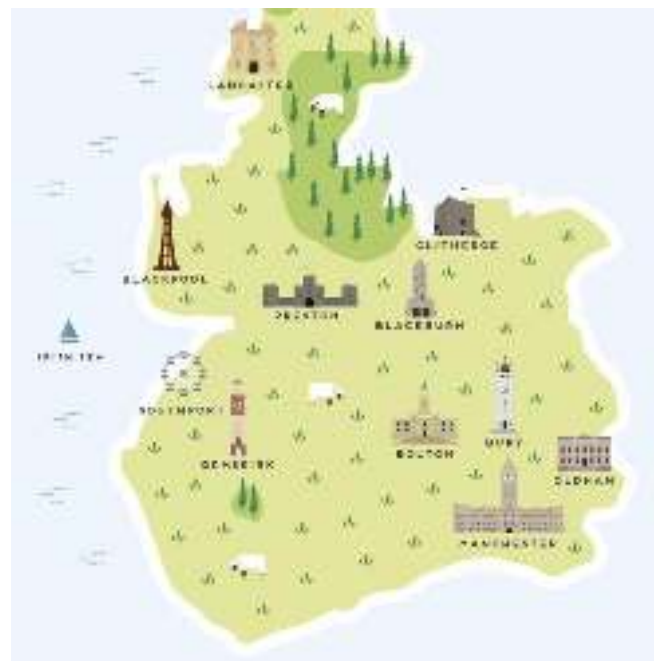 LANCASTER
CLITHEROE
BLACKPOOL
PRESTON
BLACKBURN
IRISH SEA
SOUTHPORT
BURY
BOLTON
ORMSKIRK
OLDHAM
MANCHESTER